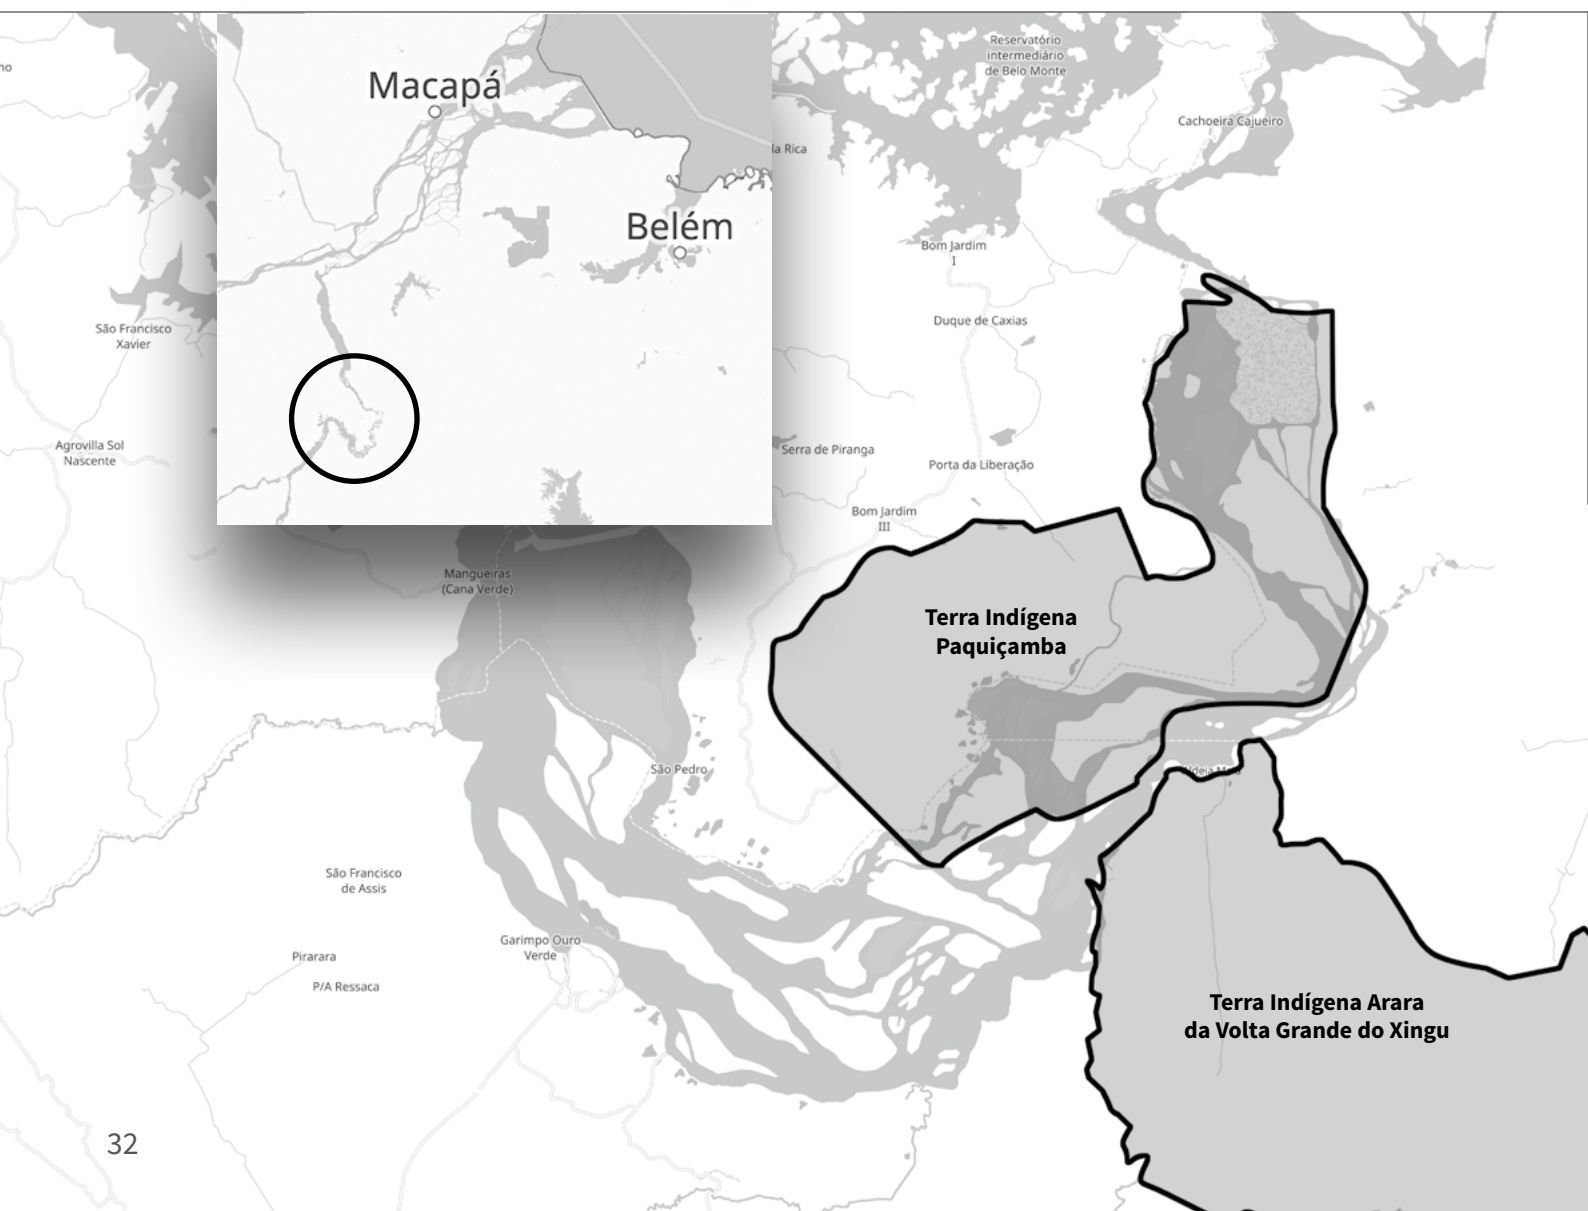 Macapá
Belém
Reservatório
intermediário
de Belo Monte
Cachoeira Cajueiro
la Rica
Bom Jardim
I
São Francisco
Xavier
Duque de Caxias
Agrovilla Sol
Nascente
Serra de Piranga
Porta da Liberação
Bom Jardim
III
Mangueiras
(Cana Verde)
Terra Indígena
Paquiçamba
São Pedro
São Francisco
de Assis
Garimpo Ouro
Verde
Pirarara
P/A Ressaca
Terra Indígena Arara
da Volta Grande do Xingu
32